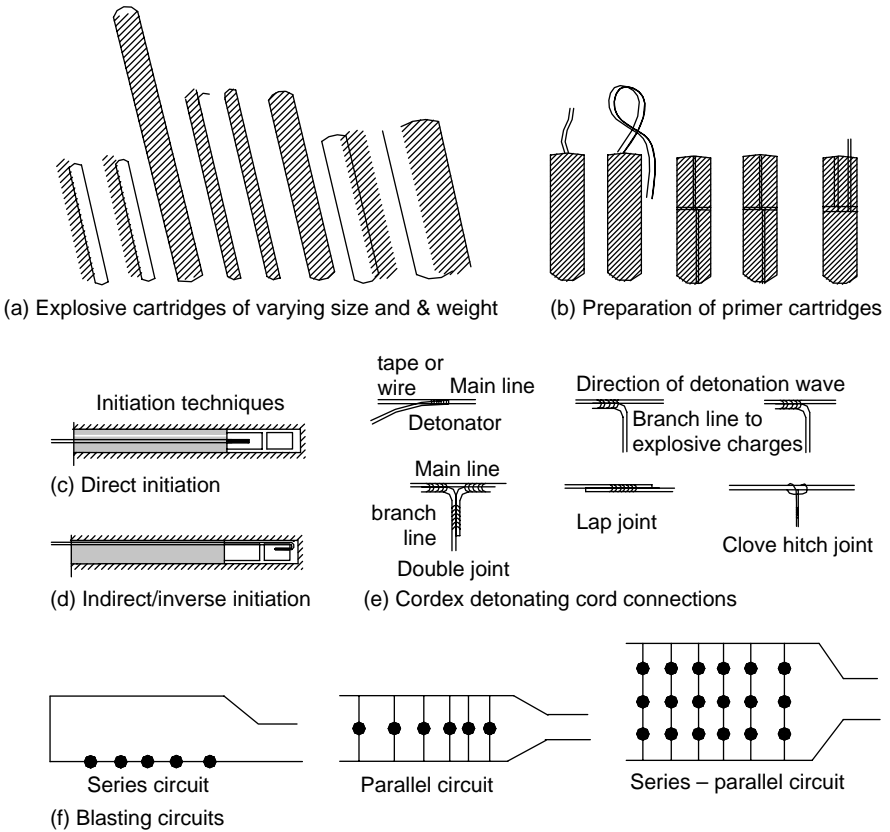 (a) Explosive cartridges of varying size and & weight
(b) Preparation of primer cartridges
Initiation techniques
(c) Direct initiation
(d) Indirect/inverse initiation
tape or
wire
Main line
Detonator
Direction of detonation wave
Branch line to
explosive charges
Main line
branch
line
Double joint
Lap joint
Clove hitch joint
(e) Cordex detonating cord connections
Series circuit
Parallel circuit
Series – parallel circuit
(f) Blasting circuits